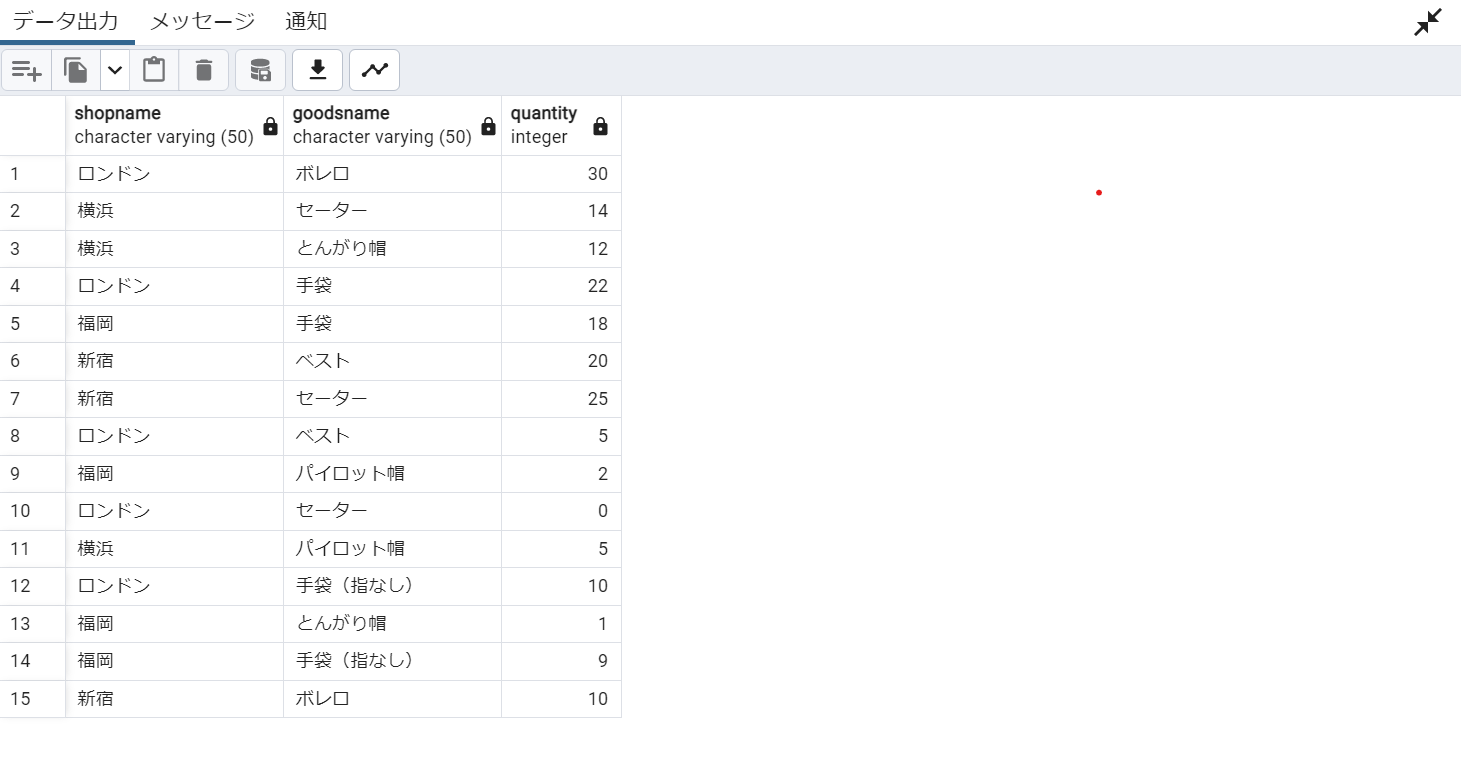 データ出力 メッセージ 通知
shopname goodsname quantity
character varying (50) character varying (50) integer
1 ロンドン ボレロ 30
2 横浜 セーター 14
3 横浜 とんがり帽 12
4 ロンドン 手袋 22
5 福岡 手袋 18
6 新宿 ベスト 20
7 新宿 セーター 25
8 ロンドン ベスト 5
9 福岡 パイロット帽 2
10 ロンドン セーター 0
11 横浜 パイロット帽 5
12 ロンドン 手袋（指なし） 10
13 福岡 とんがり帽 1
14 福岡 手袋（指なし） 9
15 新宿 ボレロ 10